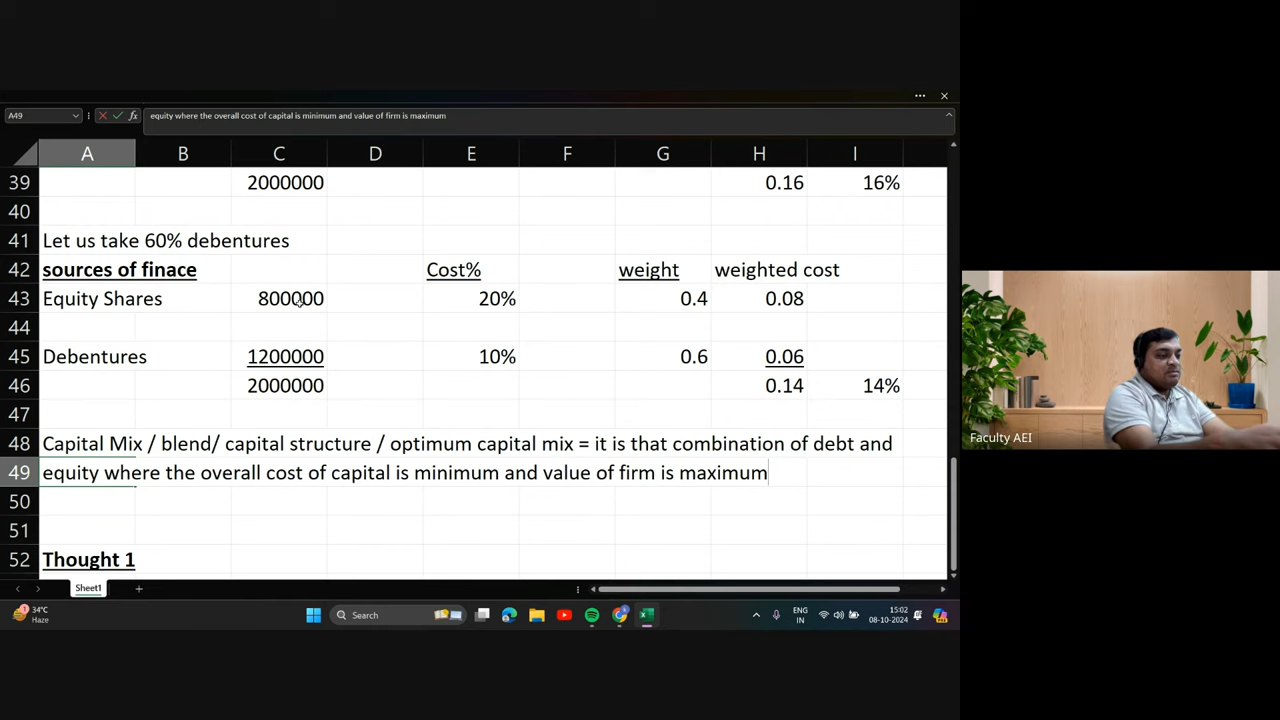 A49
fx
equity where the overall cost of capital is minimum and value of firm is maximum
A B C D E F G H I
39 2000000 0.16 16%
40
41 Let us take 60% debentures
42 sources of finace Cost% weight weighted cost
43 Equity Shares 800000 20% 0.4 0.08
44
45 Debentures 1200000 10% 0.6 0.06
46 2000000 0.14 14%
47
48 Capital Mix / blend/ capital structure / optimum capital mix = it is that combination of debt and
49 equity where the overall cost of capital is minimum and value of firm is maximum
50
51
52 Thought 1
Sheet1
Faculty AEI
1
34°C
Haze
Search
ENG
IN
15:02
08-10-2024